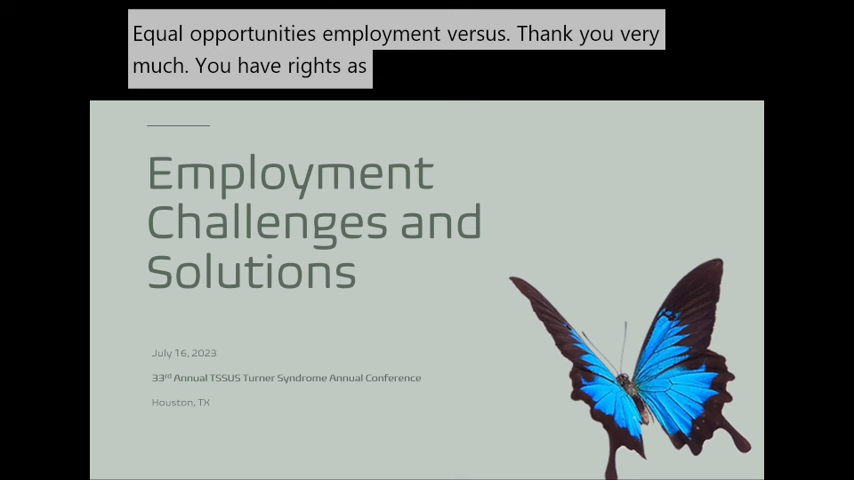 Equal opportunities employment versus. Thank you very
much. You have rights as
Employment
Challenges and
Solutions
July 16, 2023
33rd Annual TSSUS Turner Syndrome Annual Conference
Houston, TX